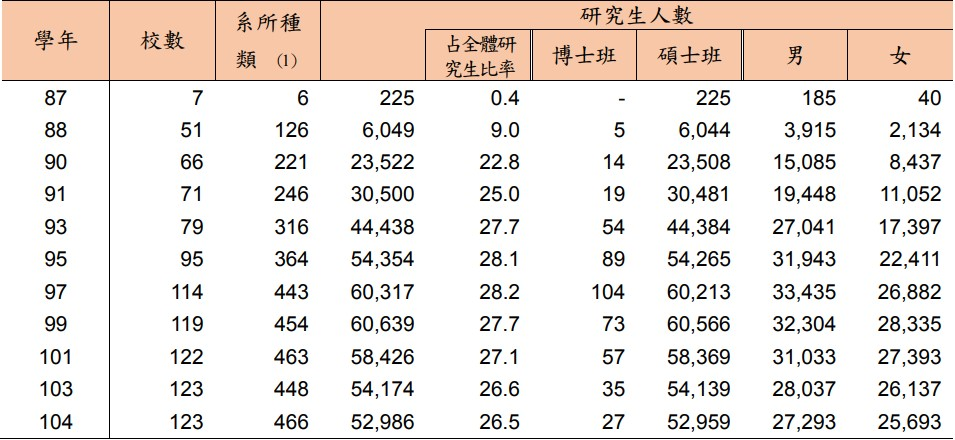 學年 校數 系所種類 (1) 研究生人數
占全體研究生比率 博士班 碩士班 男 女
87 7 6 225 0.4 - 225 185 40
88 51 126 6,049 9.0 5 6,044 3,915 2,134
90 66 221 23,522 22.8 14 23,508 15,085 8,437
91 71 246 30,500 25.0 19 30,481 19,448 11,052
93 79 316 44,438 27.7 54 44,384 27,041 17,397
95 95 364 54,354 28.1 89 54,265 31,943 22,411
97 114 443 60,317 28.2 104 60,213 33,435 26,882
99 119 454 60,639 27.7 73 60,566 32,304 28,335
101 122 463 58,426 27.1 57 58,369 31,033 27,393
103 123 448 54,174 26.6 35 54,139 28,037 26,137
104 123 466 52,986 26.5 27 52,959 27,293 25,693